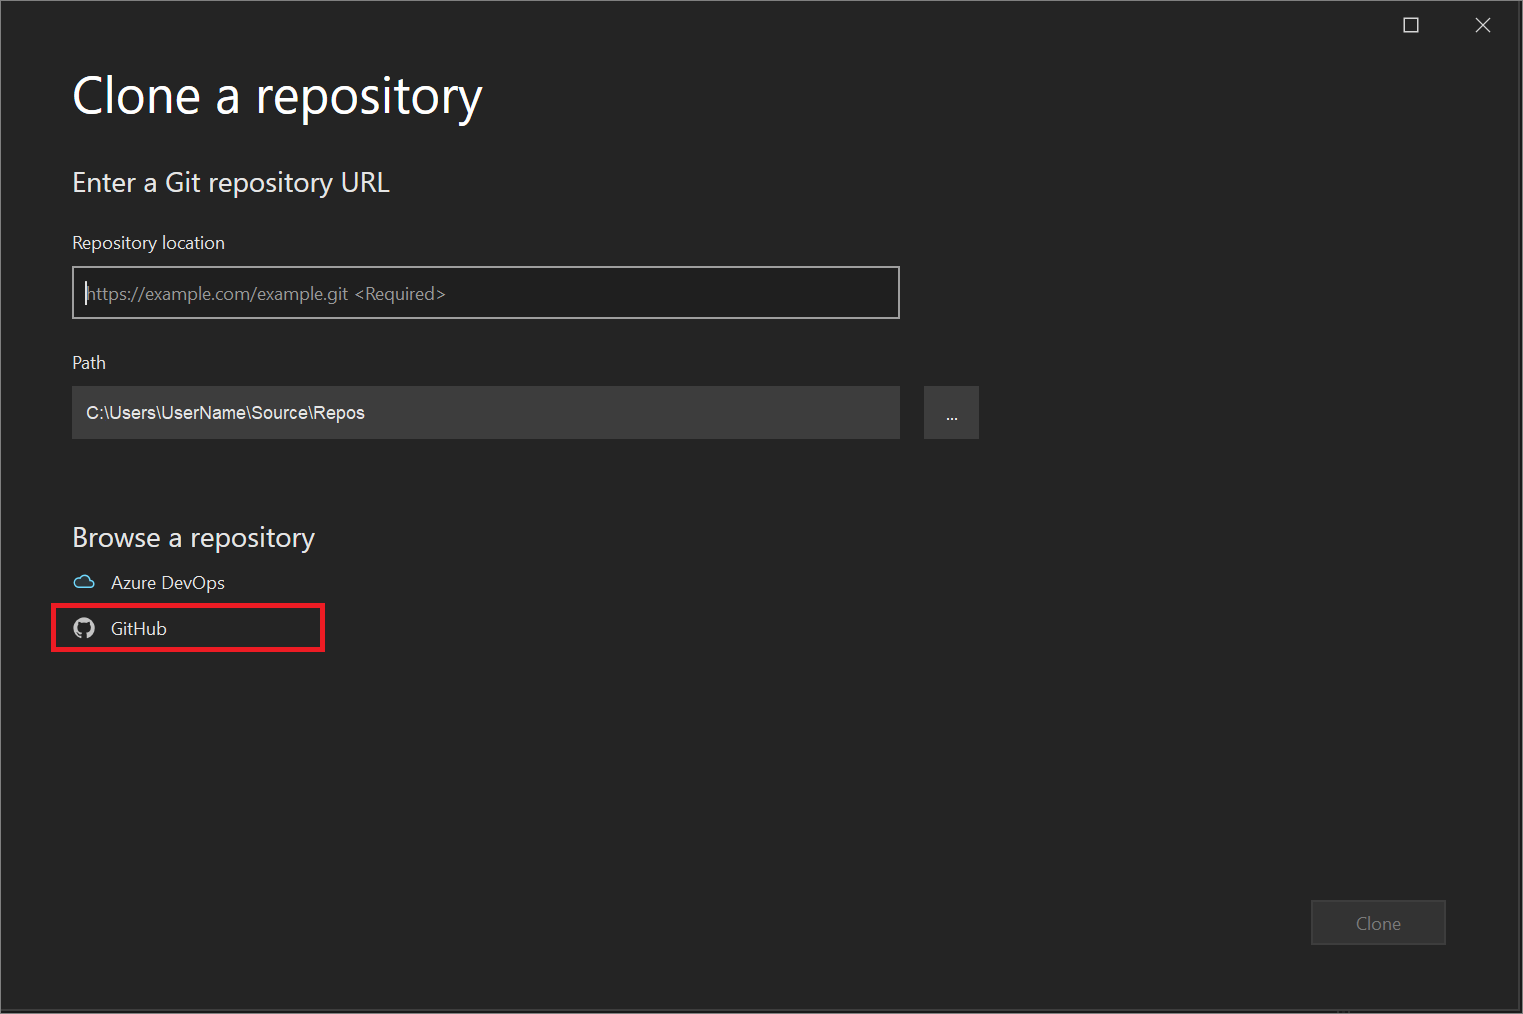 Clone a repository
Enter a Git repository URL
Repository location
https://example.com/example.git <Required>
Path
C:\Users\UserName\Source\Repos
...
Browse a repository
Azure DevOps
GitHub
Clone